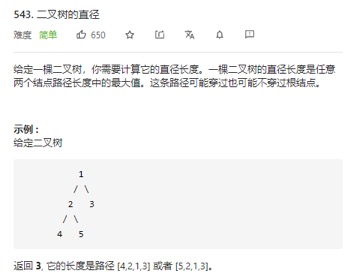 543. 二叉树的直径
难度 简单 650
给定一棵二叉树，你需要计算它的直径长度。一棵二叉树的直径长度是任意
两个结点路径长度中的最大值。这条路径可能穿过也可能不穿过根结点。
示例 :
给定二叉树
1
/ \
2 3
/ \
4 5
返回 3, 它的长度是路径 [4,2,1,3] 或者 [5,2,1,3]。